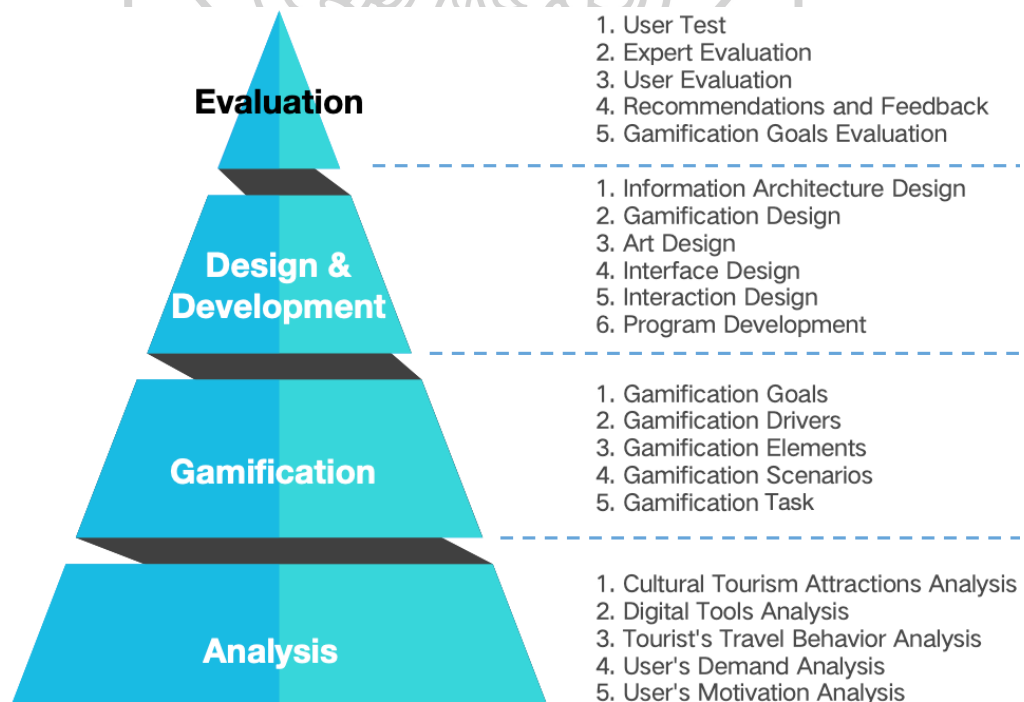 Evaluation
1. User Test
2. Expert Evaluation
3. User Evaluation
4. Recommendations and Feedback
5. Gamification Goals Evaluation
Design &
Development
1. Information Architecture Design
2. Gamification Design
3. Art Design
4. Interface Design
5. Interaction Design
6. Program Development
Gamification
1. Gamification Goals
2. Gamification Drivers
3. Gamification Elements
4. Gamification Scenarios
5. Gamification Task
Analysis
1. Cultural Tourism Attractions Analysis
2. Digital Tools Analysis
3. Tourist's Travel Behavior Analysis
4. User's Demand Analysis
5. User's Motivation Analysis